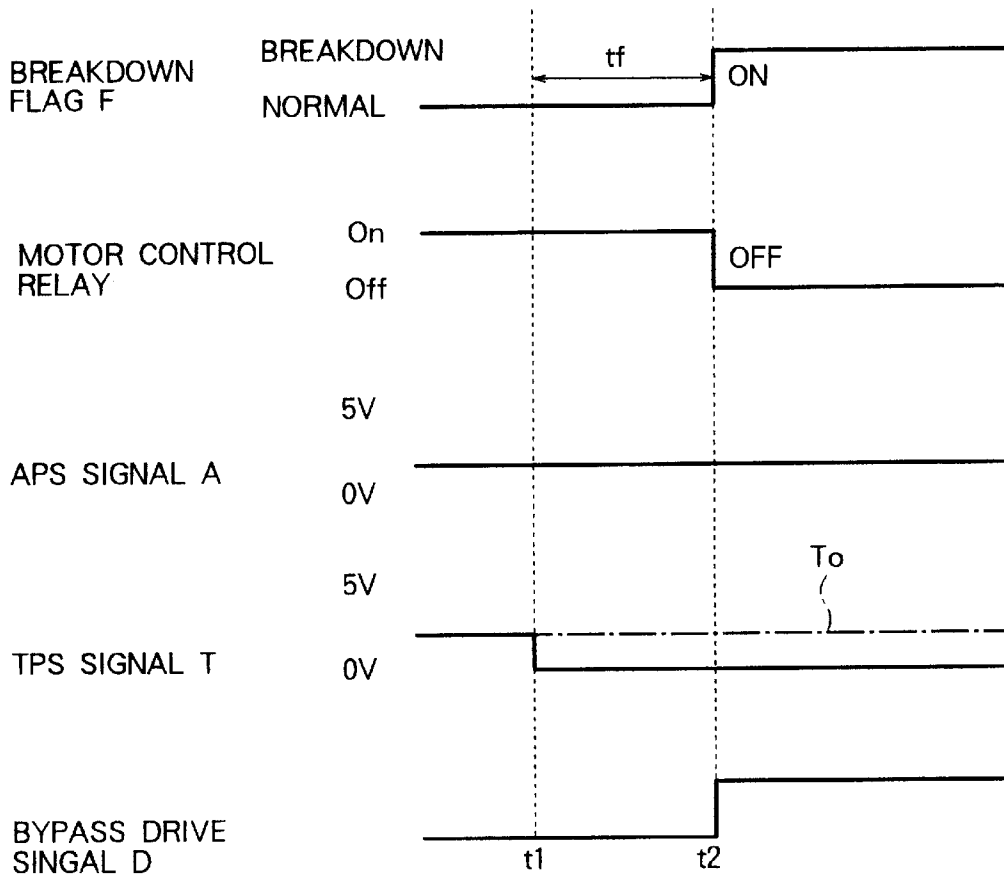 BREAKDOWN
FLAG F
BREAKDOWN
NORMAL
tf
ON
MOTOR CONTROL
RELAY
On
Off
OFF
APS SIGNAL A
5V
0V
TPS SIGNAL T
5V
0V
To
BYPASS DRIVE
SINGAL D
t1
t2